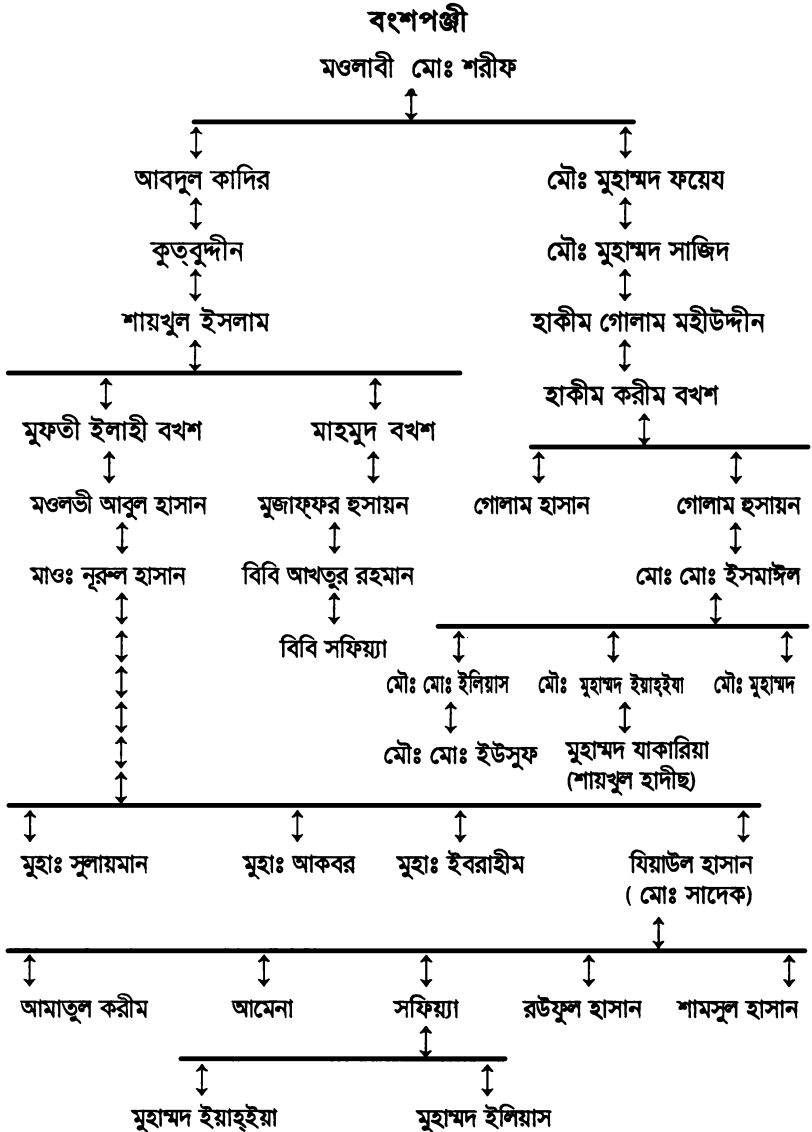 বংশপঞ্জী
মওলাবী মোঃ শরীফ
আবদুল কাদির মৌঃ মুহাম্মদ ফয়েয
কুত্বুদ্দীন মৌঃ মুহাম্মদ সাজিদ
শায়খুল ইসলাম হাকীম গোলাম মহীউদ্দীন
হাকীম করীম বখশ
মুফতী ইলাহী বখশ মাহমুদ বখশ
মওলভী আবুল হাসান মুজাফ্ফর হুসায়ন গোলাম হাসান গোলাম হুসায়ন
মাওঃ নূরুল হাসান বিবি আখতুর রহমান মোঃ মোঃ ইসমাঈল
বিবি সফিয়্যা
মৌঃ মোঃ ইলিয়াস মৌঃ মুহাম্মদ ইয়াহ্ইযা মৌঃ মুহাম্মদ
মৌঃ মোঃ ইউসুফ মুহাম্মদ যাকারিয়া
(শায়খুল হাদীছ)
মুহাঃ সুলায়মান মুহাঃ আকবর মুহাঃ ইবরাহীম যিয়াউল হাসান
( মোঃ সাদেক)
আমাতুল করীম আমেনা সফিয়্যা রউফুল হাসান শামসুল হাসান
মুহাম্মদ ইয়াহ্ইয়া মুহাম্মদ ইলিয়াস